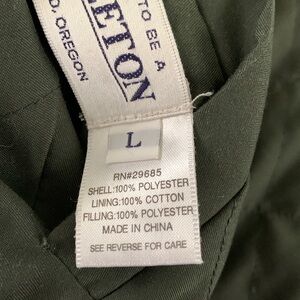 TO BE A
LETON
D, OREGON
L
RN#29685
SHELL:100% POLYESTER
LINING:100% COTTON
FILLING:100% POLYESTER
MADE IN CHINA
SEE REVERSE FOR CARE